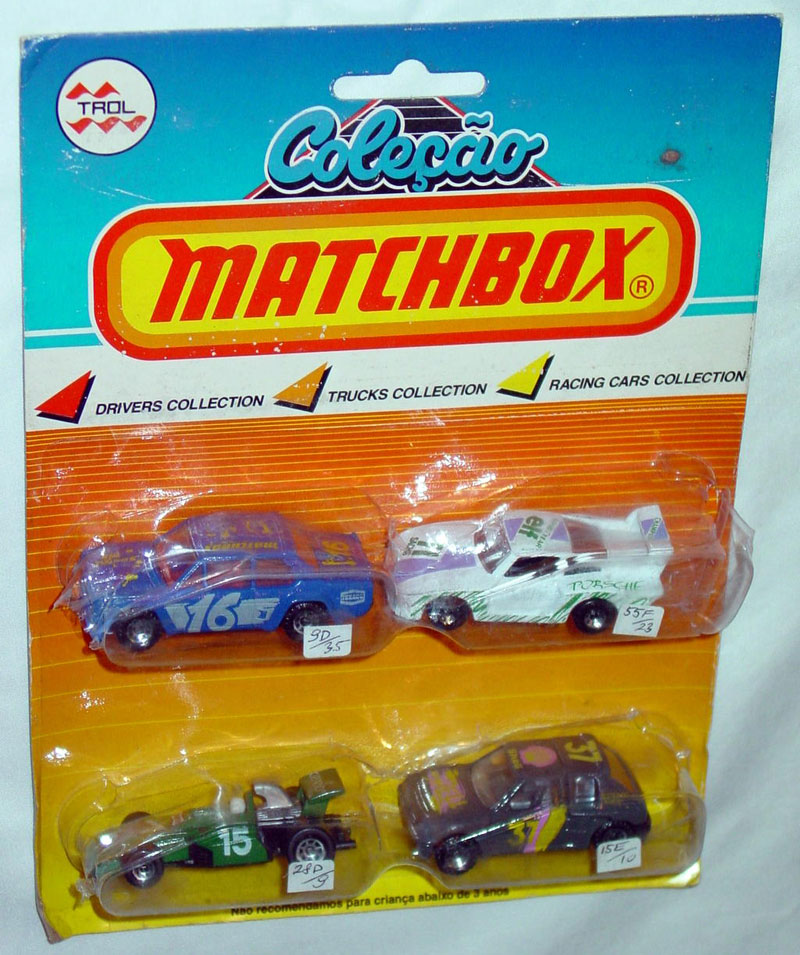 TROL
Coleção
MATCHBOX®
DRIVERS COLLECTION
TRUCKS COLLECTION
RACING CARS COLLECTION
elf
PORSCHE
16
TEXACO
9D/35
55F/23
37
15
28D/9
15E/10
Não recomendamos para criança abaixo de 3 anos